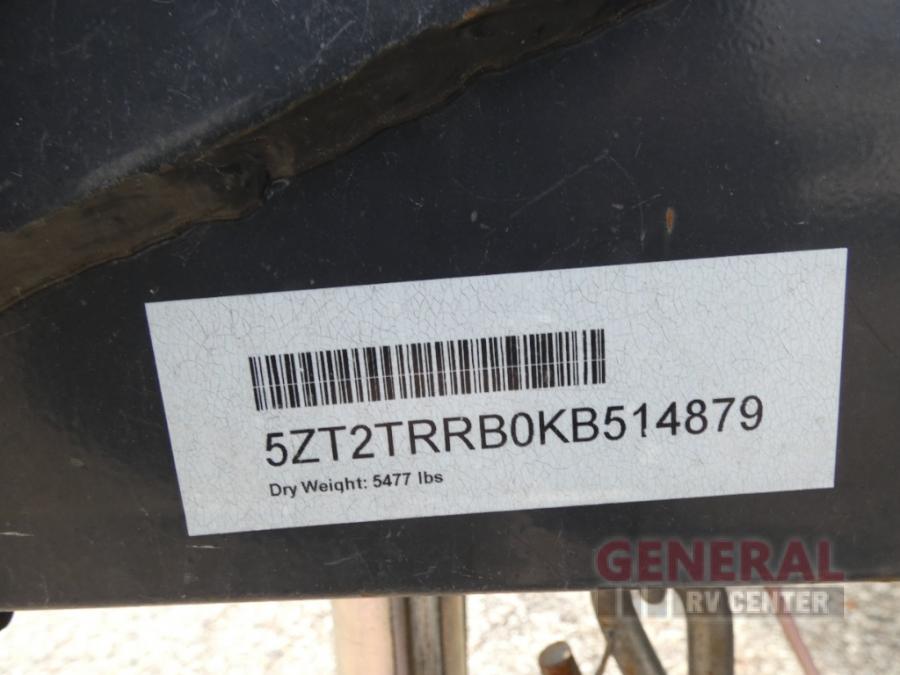 5ZT2TRRB0KB514879
Dry Weight: 5477 lbs
GENERAL
RV CENTER